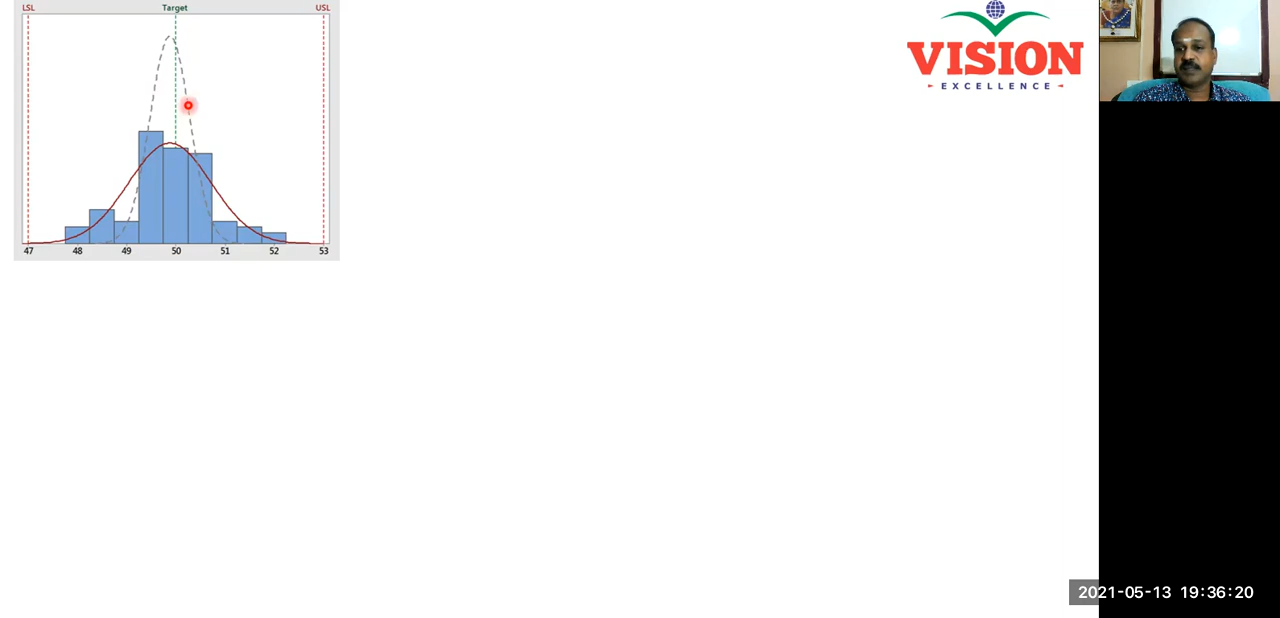 LSL Target USL
47 48 49 50 51 52 53
VISION
EXCELLENCE
2021-05-13 19:36:20